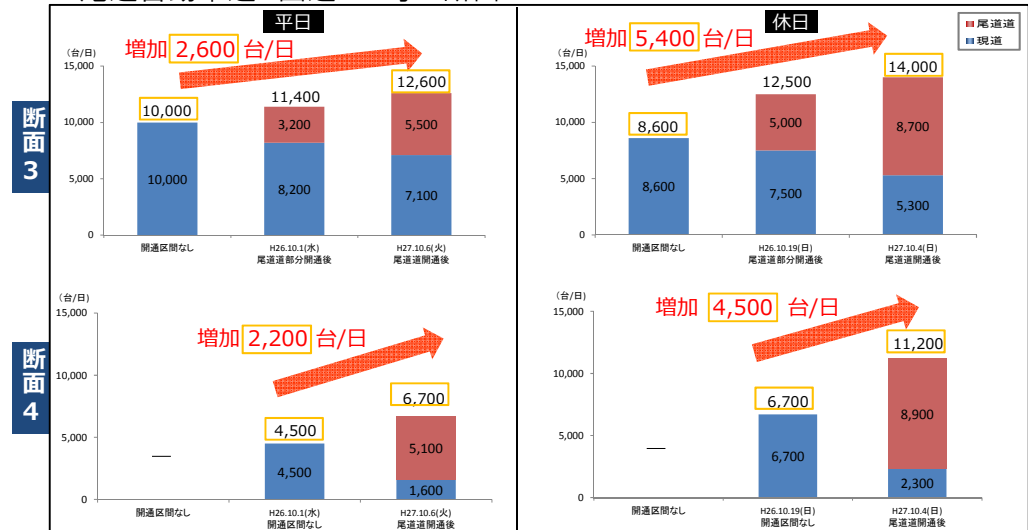 平日
休日
尾道道
現道
断面3
(台/日)
増加 2,600 台/日
15,000
10,000
5,000
0
10,000
10,000
11,400
3,200
8,200
12,600
5,500
7,100
開通区間なし
H26.10.1(水)
尾道道部分開通後
H27.10.6(火)
尾道道開通後
(台/日)
増加 5,400 台/日
15,000
10,000
5,000
0
8,600
8,600
12,500
5,000
7,500
14,000
8,700
5,300
開通区間なし
H26.10.19(日)
尾道道部分開通後
H27.10.4(日)
尾道道開通後
断面4
(台/日)
増加 2,200 台/日
15,000
10,000
5,000
0
―
4,500
4,500
6,700
5,100
1,600
開通区間なし
H26.10.1(水)
開通区間なし
H27.10.6(火)
尾道道開通後
(台/日)
増加 4,500 台/日
15,000
10,000
5,000
0
―
6,700
6,700
11,200
8,900
2,300
開通区間なし
H26.10.19(日)
開通区間なし
H27.10.4(日)
尾道道開通後